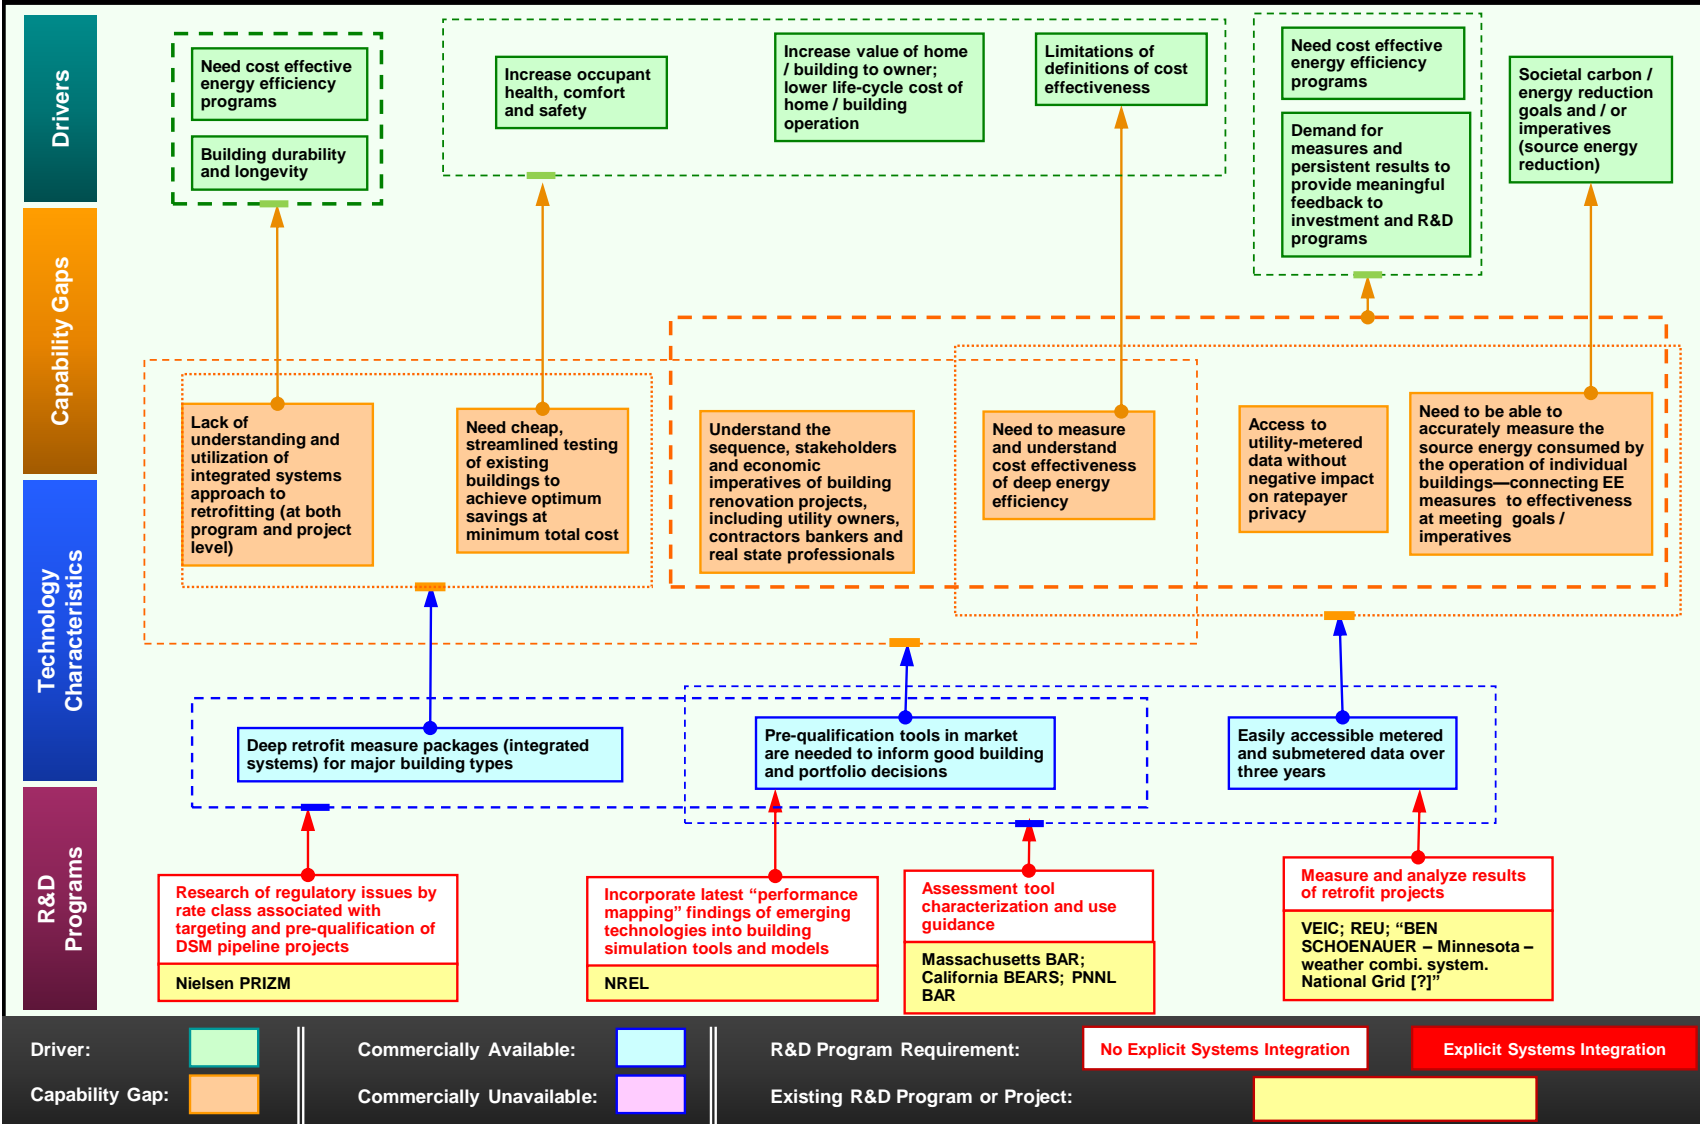 Drivers
Need cost effective
energy efficiency
programs
Building durability
and longevity
Increase occupant
health, comfort
and safety
Increase value of home
/ building to owner;
lower life-cycle cost of
home / building
operation
Limitations of
definitions of cost
effectiveness
Need cost effective
energy efficiency
programs
Demand for
measures and
persistent results to
provide meaningful
feedback to
investment and R&D
programs
Societal carbon /
energy reduction
goals and / or
imperatives
(source energy
reduction)
Capability Gaps
Lack of
understanding and
utilization of
integrated systems
approach to
retrofitting (at both
program and project
level)
Need cheap,
streamlined testing
of existing
buildings to
achieve optimum
savings at
minimum total cost
Understand the
sequence, stakeholders
and economic
imperatives of building
renovation projects,
including utility owners,
contractors bankers and
real state professionals
Need to measure
and understand
cost effectiveness
of deep energy
efficiency
Access to
utility-metered
data without
negative impact
on ratepayer
privacy
Need to be able to
accurately measure the
source energy consumed by
the operation of individual
buildings—connecting EE
measures to effectiveness
at meeting goals /
imperatives
Technology
Characteristics
Deep retrofit measure packages (integrated
systems) for major building types
Pre-qualification tools in market
are needed to inform good building
and portfolio decisions
Easily accessible metered
and submetered data over
three years
R&D
Programs
Research of regulatory issues by
rate class associated with
targeting and pre-qualification of
DSM pipeline projects
Nielsen PRIZM
Incorporate latest “performance
mapping” findings of emerging
technologies into building
simulation tools and models
NREL
Assessment tool
characterization and use
guidance
Massachusetts BAR;
California BEARS; PNNL
BAR
Measure and analyze results
of retrofit projects
VEIC; REU; “BEN
SCHOENAUER – Minnesota –
weather combi. system.
National Grid [?]”
Driver:
Capability Gap:
Commercially Available:
Commercially Unavailable:
R&D Program Requirement:
No Explicit Systems Integration
Explicit Systems Integration
Existing R&D Program or Project: